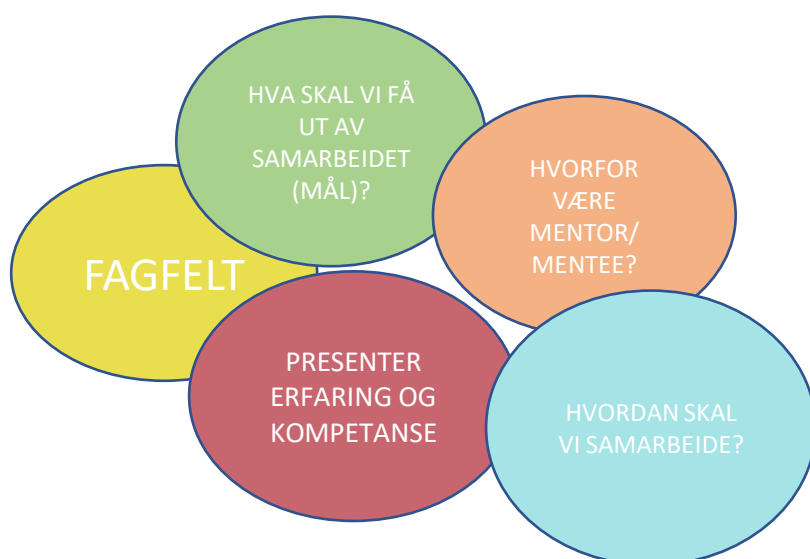 HVA SKAL VI FÅ
UT AV
SAMARBEIDET
(MÅL)?
HVORFOR
VÆRE
MENTOR/
MENTEE?
FAGFELT
PRESENTER
ERFARING OG
KOMPETANSE
HVORDAN SKAL
VI SAMARBEIDE?